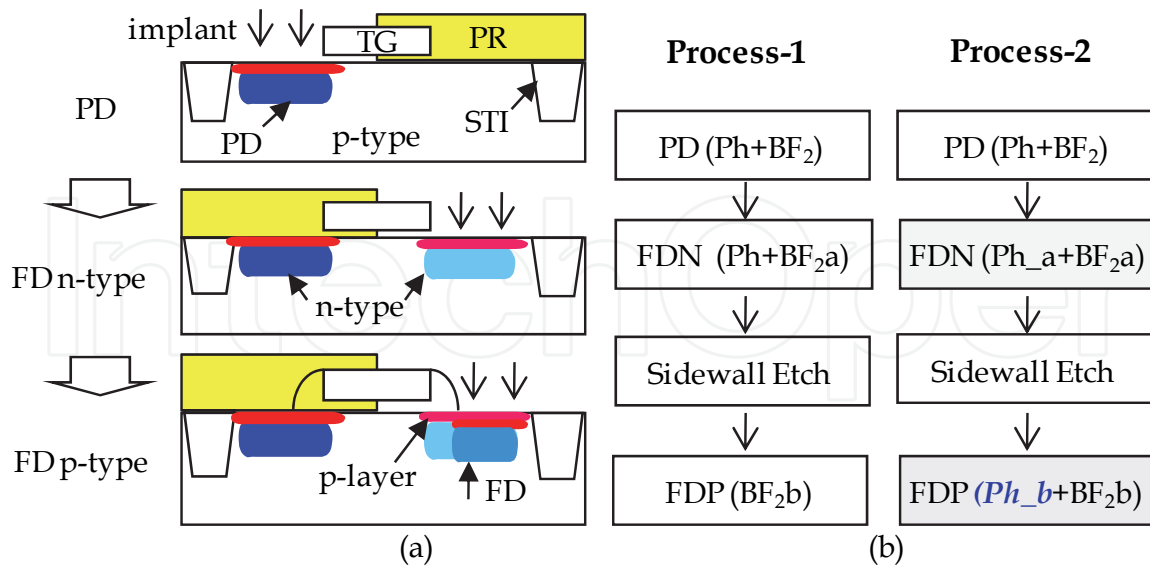 implant
TG
PR
PD
PD
p-type
STI
FD n-type
n-type
FD p-type
p-layer
FD
(a)
Process-1
Process-2
PD (Ph+BF₂)
PD (Ph+BF₂)
FDN (Ph+BF₂a)
FDN (Ph_a+BF₂a)
Sidewall Etch
Sidewall Etch
FDP (BF₂b)
FDP (Ph_b+BF₂b)
(b)
IntechOpen